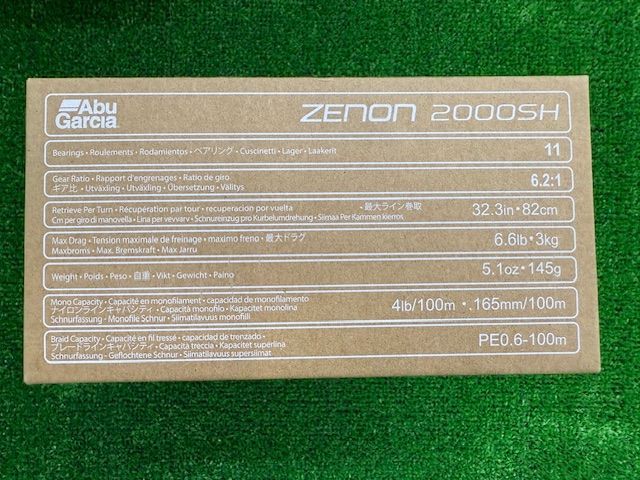 Abu
Garcia
ZENON 2000SH
Bearings • Roulements • Rodamientos • ベアリング • Cuscinetti • Lager • Laakerit
11
Gear Ratio • Rapport d'engrenages • Ratio de giro
ギア比 • Utväxling • Utväxling • Übersetzung • Välitys
6.2:1
Retrieve Per Turn • Récupération par tour • recuperacion por vuelta • 最大ライン巻取
Cm per giro di manovella • Lina per vevvarv • Schnureinzug pro Kurbelumdrehung • Siimaa Per Kammen kierros
32.3in • 82cm
Max Drag • Tension maximale de freinage • maximo freno • 最大ドラグ
Maxbroms • Max. Bremskraft • Max Jarru
6.6lb • 3kg
Weight • Poids • Peso • 自重 • Vikt • Gewicht • Paino
5.1oz • 145g
Mono Capacity • Capacité en monofilament • capacidad de monofilamento
ナイロンラインキャパシティ • Capacità monofilo • Kapacitet monolina
Schnurfassung • Monofile Schnur • Siimatilavuus monofiili
4lb/100m • .165mm/100m
Braid Capacity • Capacité en fil tressé • capacidad de trenzado •
ブレードラインキャパシティ • Capacità treccia • Kapacitet superlina
Schnurfassung • Geflochtene Schnur • Siimatilavuus supersiimat
PE0.6-100m